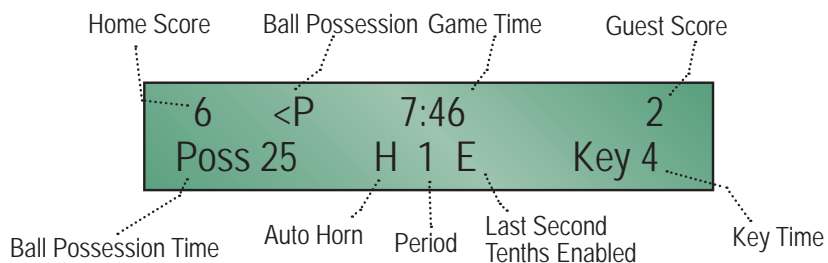 Home Score Ball Possession Game Time Guest Score
6 <P 7:46 2
Poss 25 H 1 E Key 4
Ball Possession Time Auto Horn Period Last Second Tenths Enabled Key Time